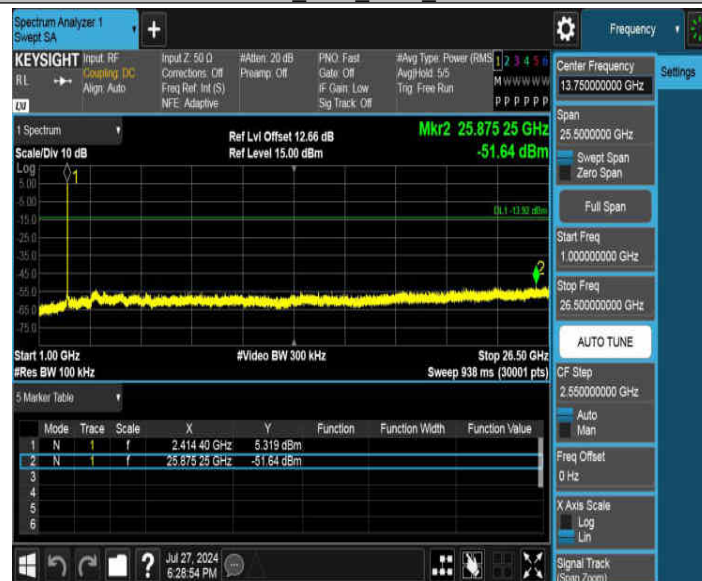 Spectrum Analyzer 1
Swept SA
Frequency
KEYSIGHT
RL
Input: RF
Coupling: DC
Align: Auto
Input Z: 50 Ω
Corrections: Off
Freq Ref: Int (S)
NFE: Adaptive
#Atten: 20 dB
Preamp: Off
PNO: Fast
Gate: Off
IF Gain: Low
Sig Track: Off
#Avg Type: Power (RMS
Avg|Hold: 5/5
Trig: Free Run
1 2 3 4 5 6
M W W W W W
P P P P P P
1 Spectrum
Scale/Div 10 dB
Ref Lvl Offset 12.66 dB
Ref Level 15.00 dBm
Mkr2 25.875 25 GHz
-51.64 dBm
Log
5.00
-5.00
-15.0
-25.0
-35.0
-45.0
-55.0
-65.0
-75.0
1
DL1 -13.92 dBm
2
Start 1.00 GHz
#Res BW 100 kHz
#Video BW 300 kHz
Stop 26.50 GHz
Sweep 938 ms (30001 pts)
5 Marker Table
Mode Trace Scale X Y Function Function Width Function Value
1 N 1 f 2.414 40 GHz 5.319 dBm
2 N 1 f 25.875 25 GHz -51.64 dBm
3
4
5
6
Jul 27, 2024
6:28:54 PM
Center Frequency
13.750000000 GHz
Settings
Span
25.5000000 GHz
Swept Span
Zero Span
Full Span
Start Freq
1.000000000 GHz
Stop Freq
26.500000000 GHz
AUTO TUNE
CF Step
2.550000000 GHz
Auto
Man
Freq Offset
0 Hz
X Axis Scale
Log
Lin
Signal Track
(Span Zoom)